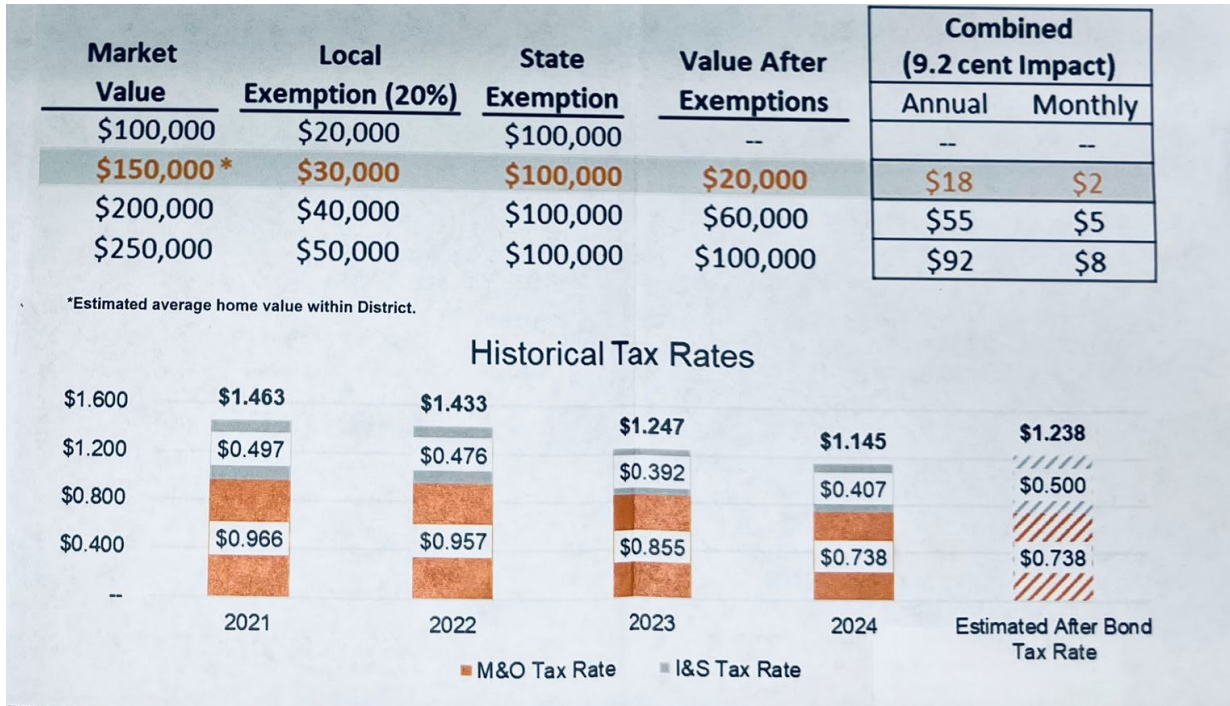 Market Local State Value After Combined
Value Exemption (20%) Exemption Exemptions (9.2 cent Impact)
Annual Monthly
$100,000 $20,000 $100,000 -- -- --
$150,000* $30,000 $100,000 $20,000 $18 $2
$200,000 $40,000 $100,000 $60,000 $55 $5
$250,000 $50,000 $100,000 $100,000 $92 $8
*Estimated average home value within District.
Historical Tax Rates
$1.600 $1.463 $1.433 $1.247 $1.145 $1.238
$1.200 $0.497 $0.476 $0.392 $0.407 $0.500
$0.800
$0.400 $0.966 $0.957 $0.855 $0.738 $0.738
--
2021 2022 2023 2024 Estimated After Bond
Tax Rate
M&O Tax Rate I&S Tax Rate